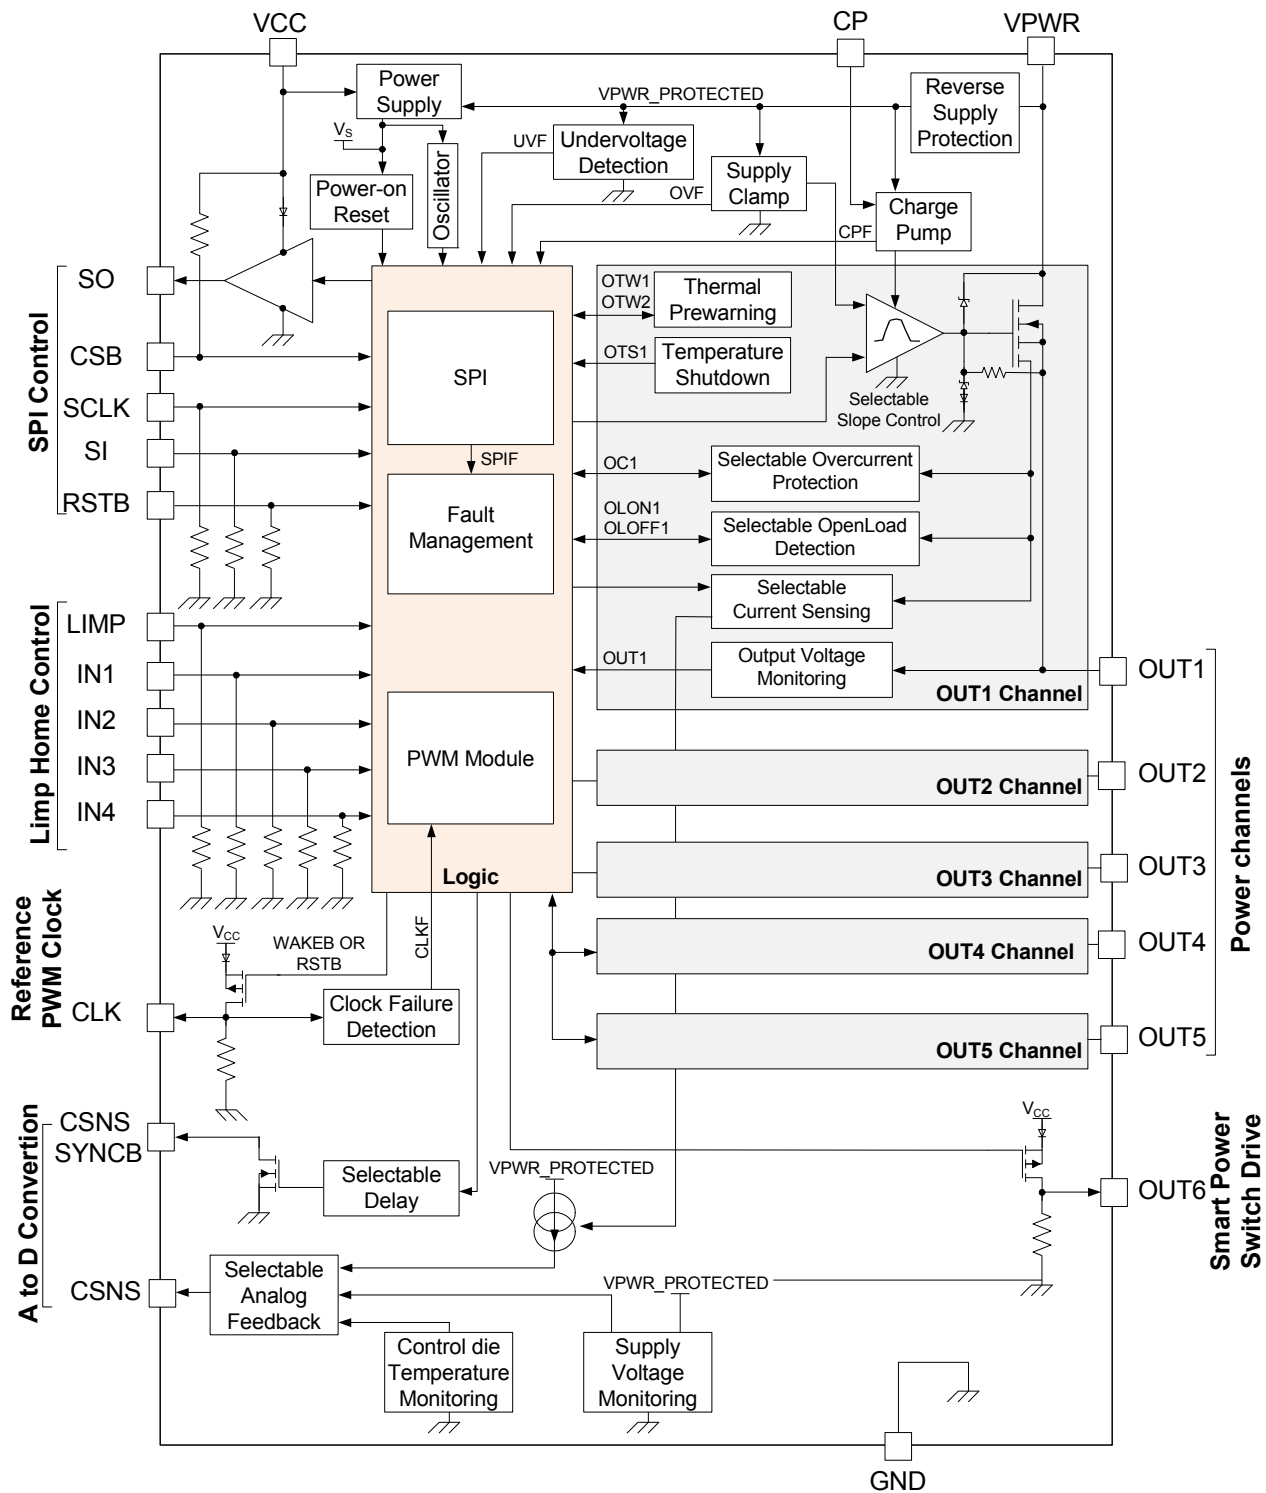 VCC
CP
VPWR
Power
Supply
VPWR_PROTECTED
Reverse
Supply
Protection
VS
UVF
Undervoltage
Detection
Oscillator
Power-on
Reset
OVF
Supply
Clamp
CPF
Charge
Pump
SPI Control
SO
CSB
SCLK
SI
RSTB
SPI
SPIF
Fault
Management
PWM Module
Logic
OTW1
OTW2
Thermal
Prewarning
OTS1
Temperature
Shutdown
Selectable
Slope Control
OC1
Selectable Overcurrent
Protection
OLON1
OLOFF1
Selectable OpenLoad
Detection
Selectable
Current Sensing
OUT1
Output Voltage
Monitoring
OUT1 Channel
OUT2 Channel
OUT3 Channel
OUT4 Channel
OUT5 Channel
OUT1
OUT2
OUT3
OUT4
OUT5
Power channels
Limp Home Control
LIMP
IN1
IN2
IN3
IN4
Reference
PWM Clock
CLK
VCC
WAKEB OR
RSTB
CLKF
Clock Failure
Detection
A to D Convertion
CSNS
SYNCB
Selectable
Delay
VPWR_PROTECTED
VCC
OUT6
Smart Power
Switch Drive
CSNS
Selectable
Analog
Feedback
VPWR_PROTECTED
Control die
Temperature
Monitoring
Supply
Voltage
Monitoring
GND